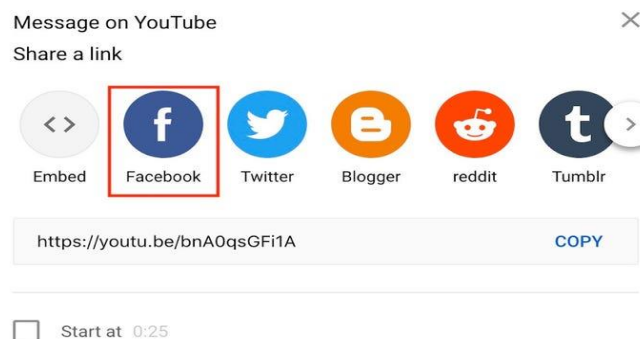 Message on YouTube
Share a link
Embed Facebook Twitter Blogger reddit Tumblr
https://youtu.be/bnA0qsGFi1A COPY
Start at 0:25